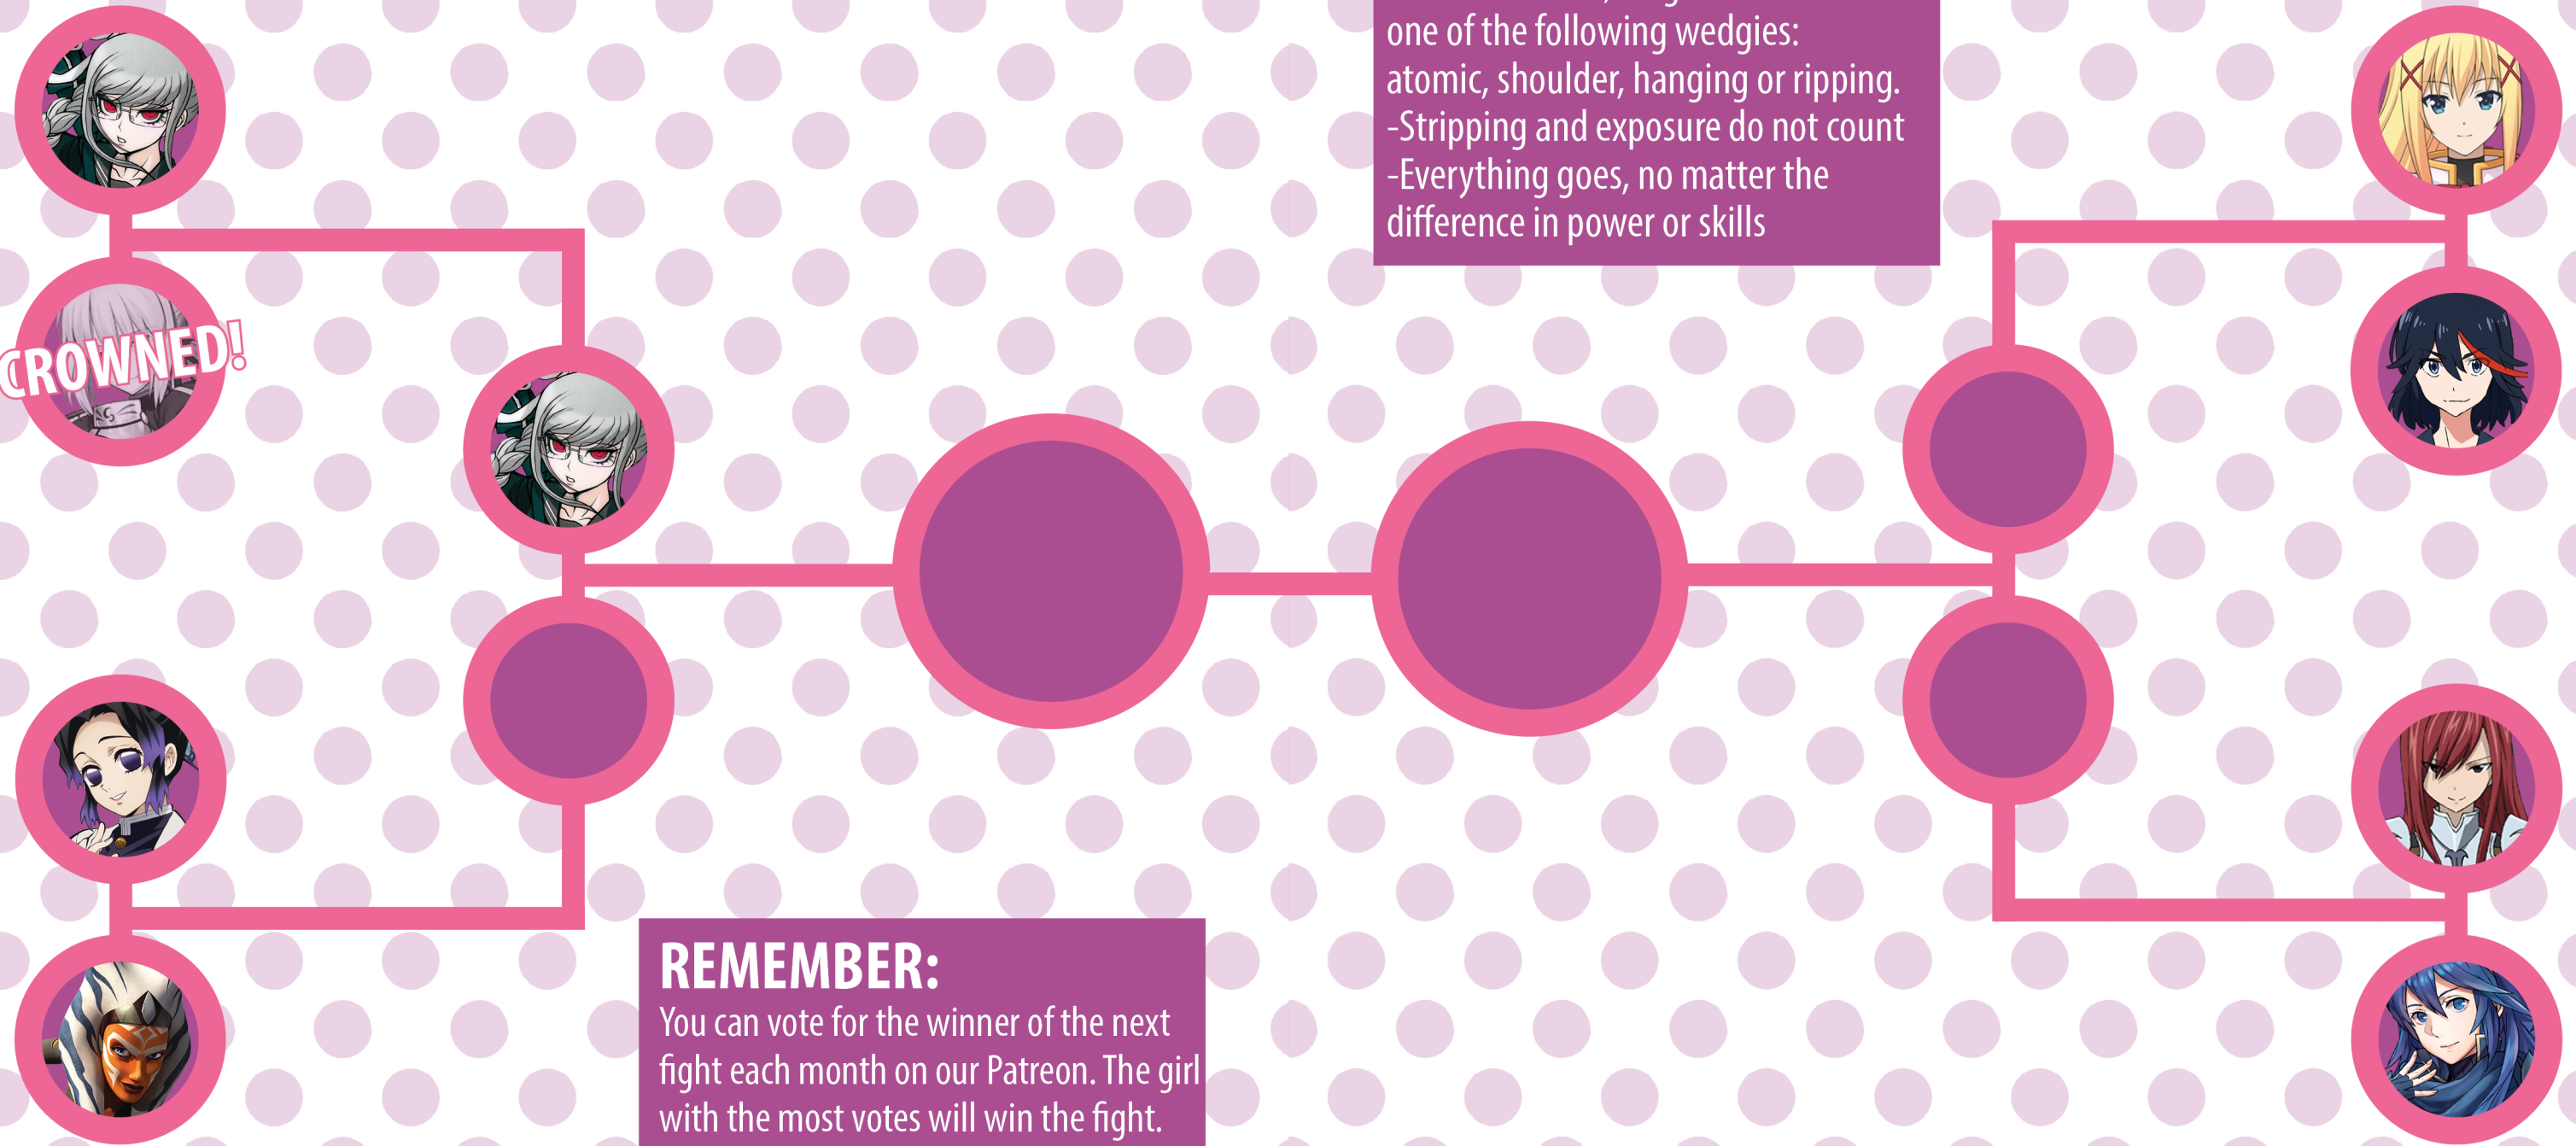 one of the following wedgies:
atomic, shoulder, hanging or ripping.
-Stripping and exposure do not count
-Everything goes, no matter the
difference in power or skills
CROWNED!
REMEMBER:
You can vote for the winner of the next
fight each month on our Patreon. The girl
with the most votes will win the fight.